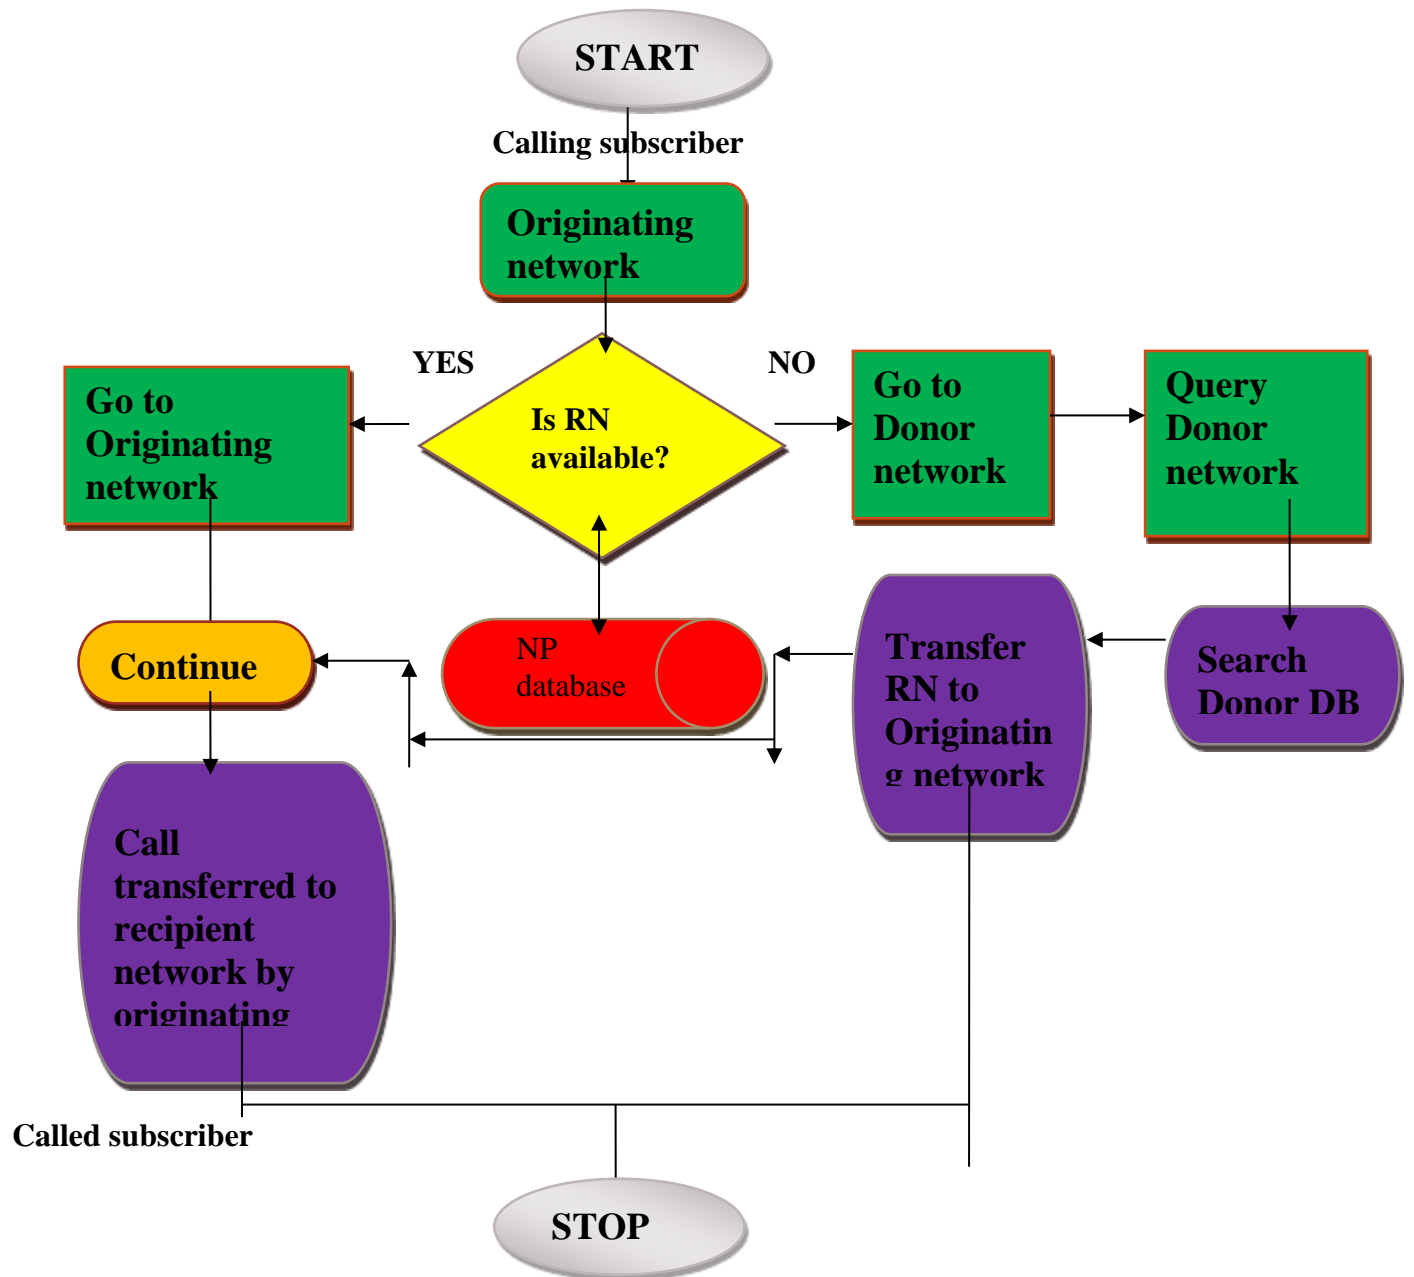 START
Calling subscriber
Originating
network
YES
NO
Is RN
available?
Go to
Originating
network
Go to
Donor
network
Query
Donor
network
Continue
NP
database
Transfer
RN to
Originatin
g network
Search
Donor DB
Call
transferred to
recipient
network by
originating
Called subscriber
STOP